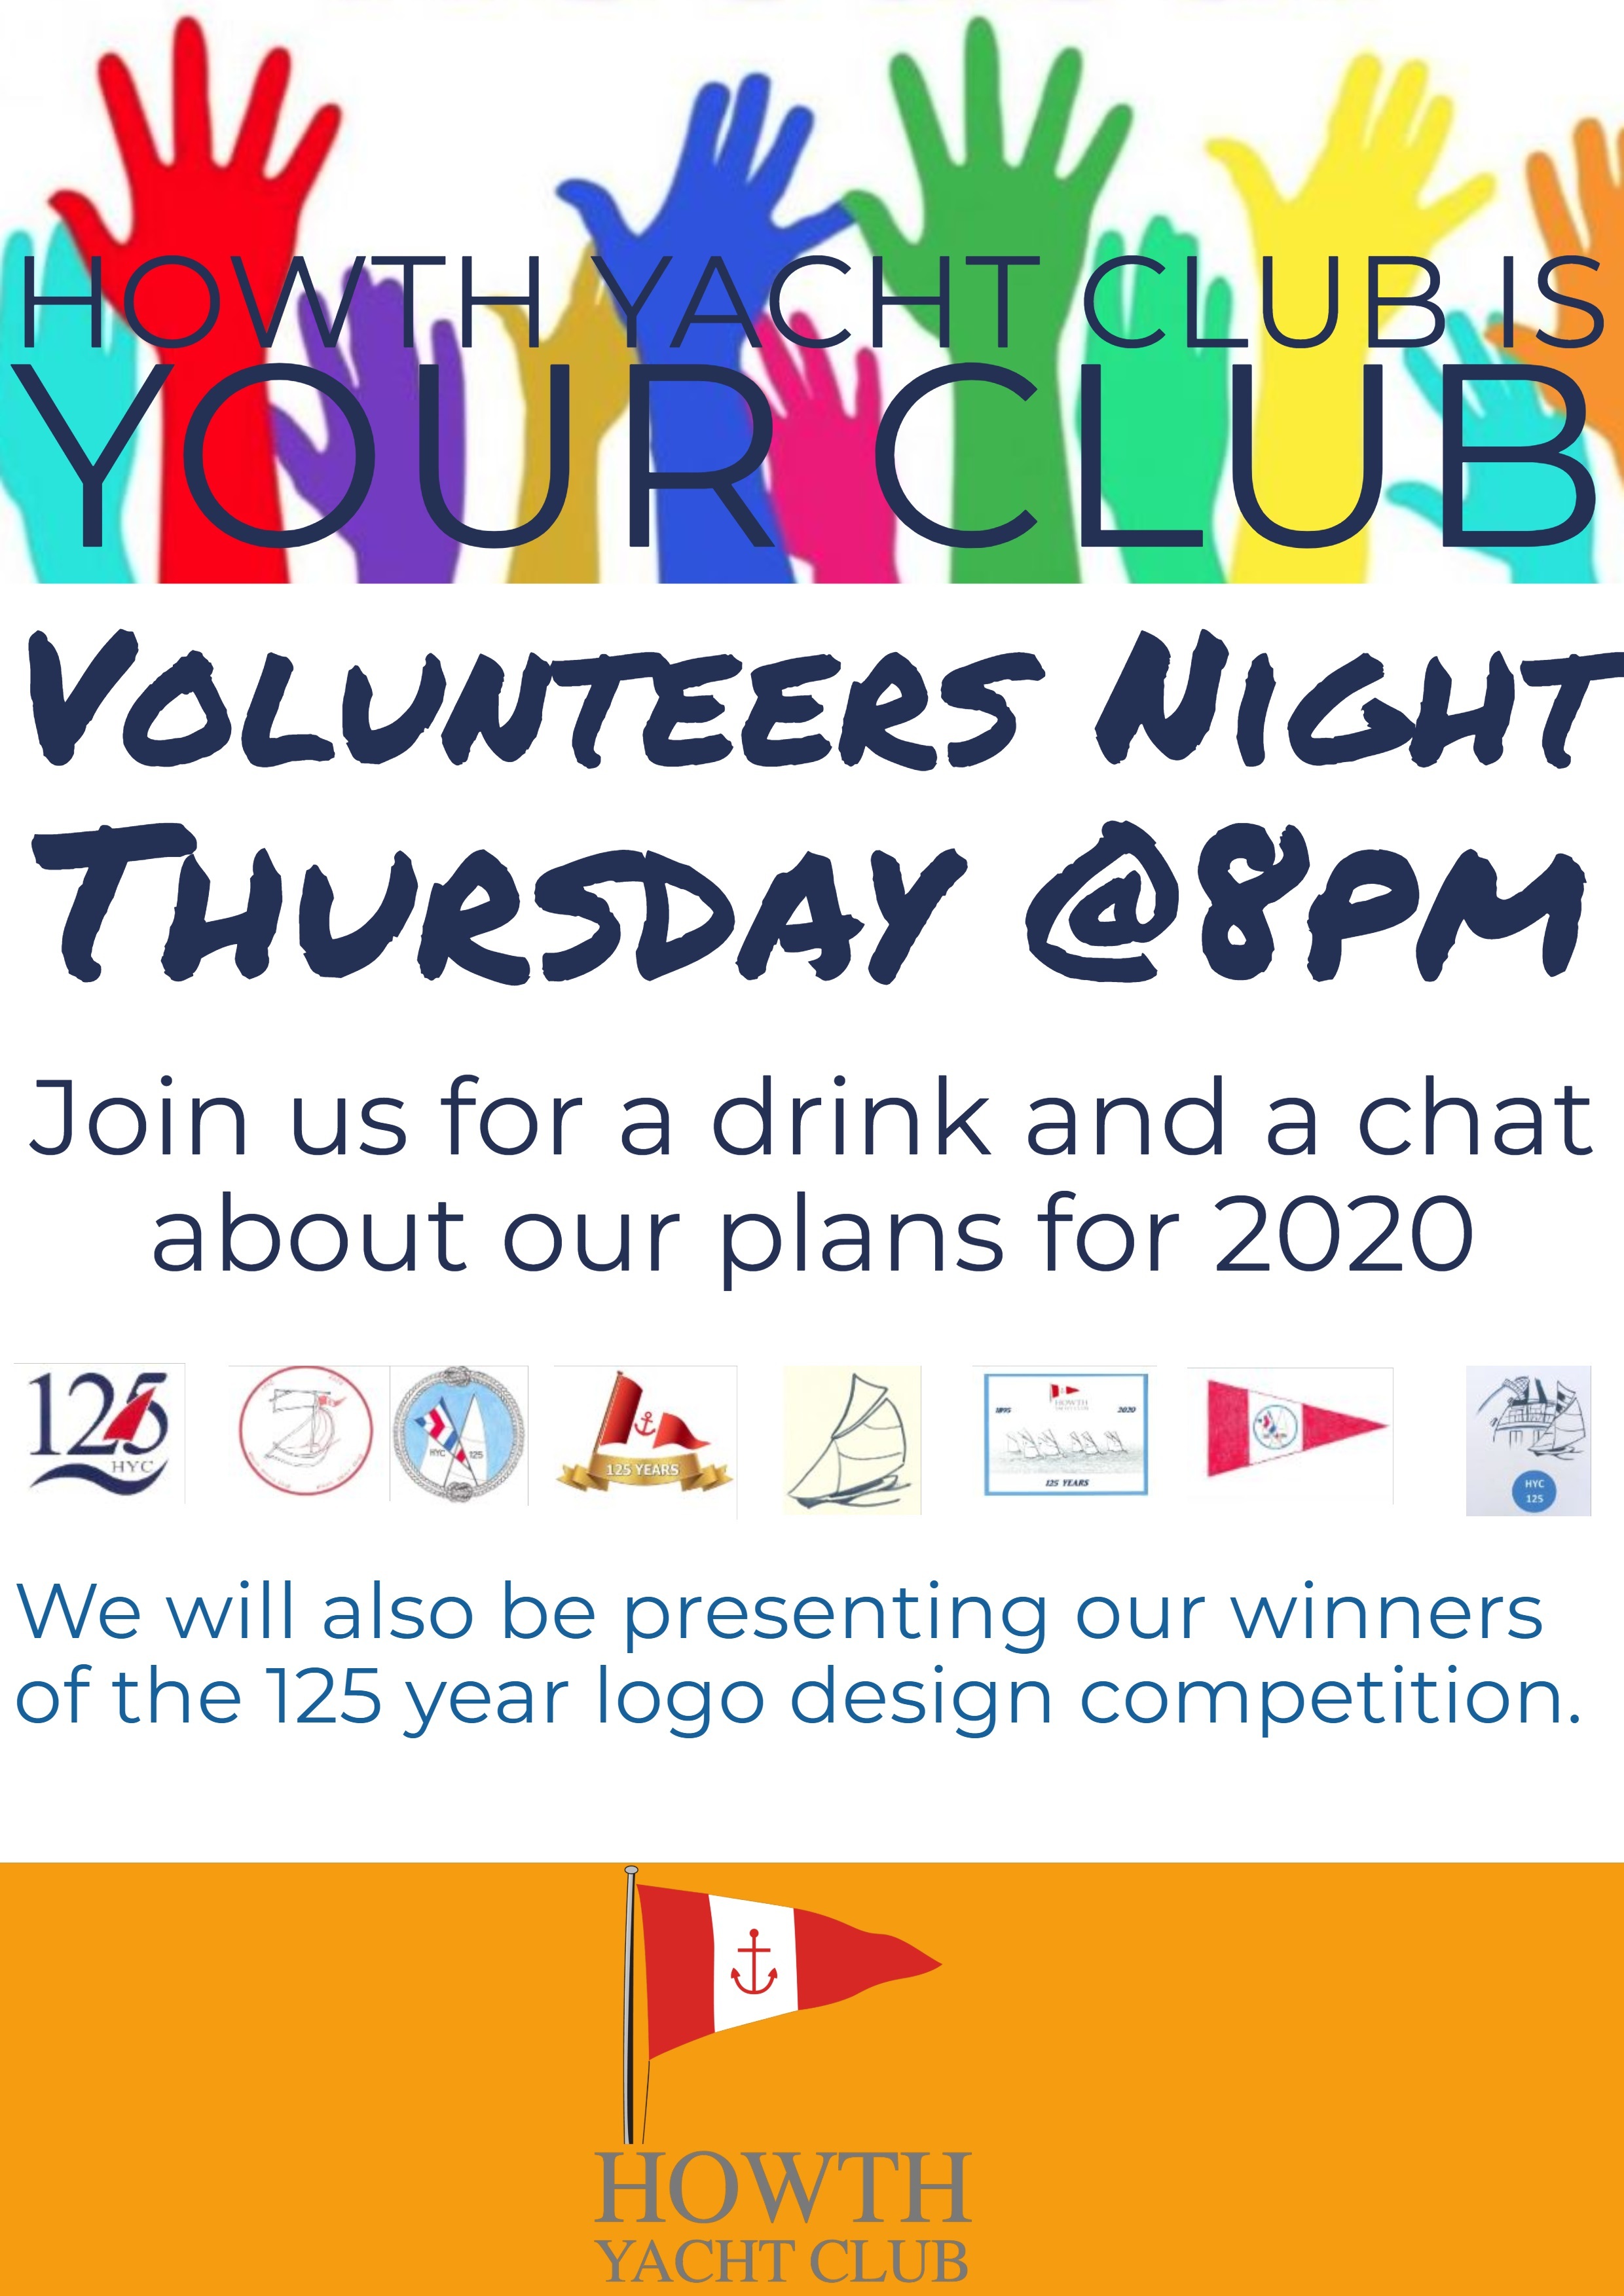 HOWTH YACHT CLUB IS
YOUR CLUB
VOLUNTEERS NIGHT
THURSDAY @8PM
Join us for a drink and a chat
about our plans for 2020
125
HYC
HYC 125
125 YEARS
HOWTH
YACHT CLUB
1895 2020
125 YEARS
HYC
125
We will also be presenting our winners
of the 125 year logo design competition.
HOWTH
YACHT CLUB